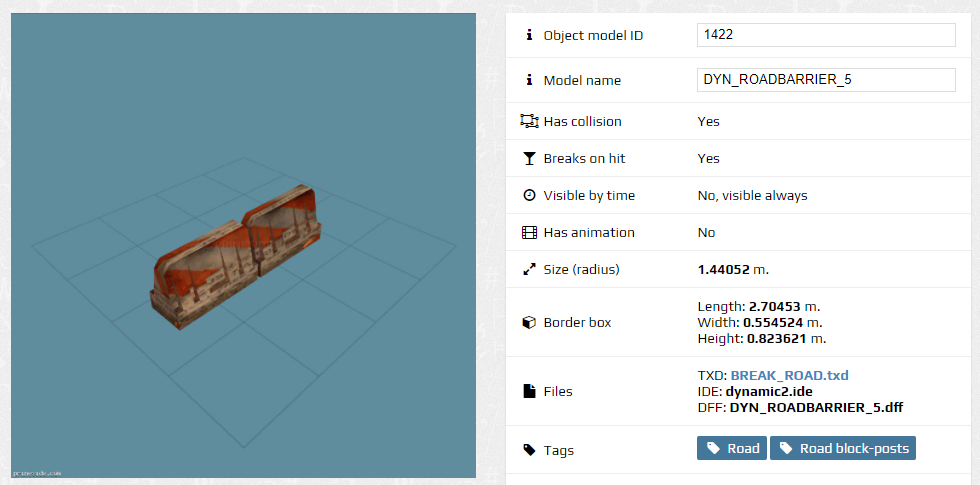 Object model ID 1422
Model name DYN_ROADBARRIER_5
Has collision Yes
Breaks on hit Yes
Visible by time No, visible always
Has animation No
Size (radius) 1.44052 m.
Border box
Length: 2.70453 m.
Width: 0.554524 m.
Height: 0.823621 m.
Files
TXD: BREAK_ROAD.txd
IDE: dynamic2.ide
DFF: DYN_ROADBARRIER_5.dff
Tags Road Road block-posts